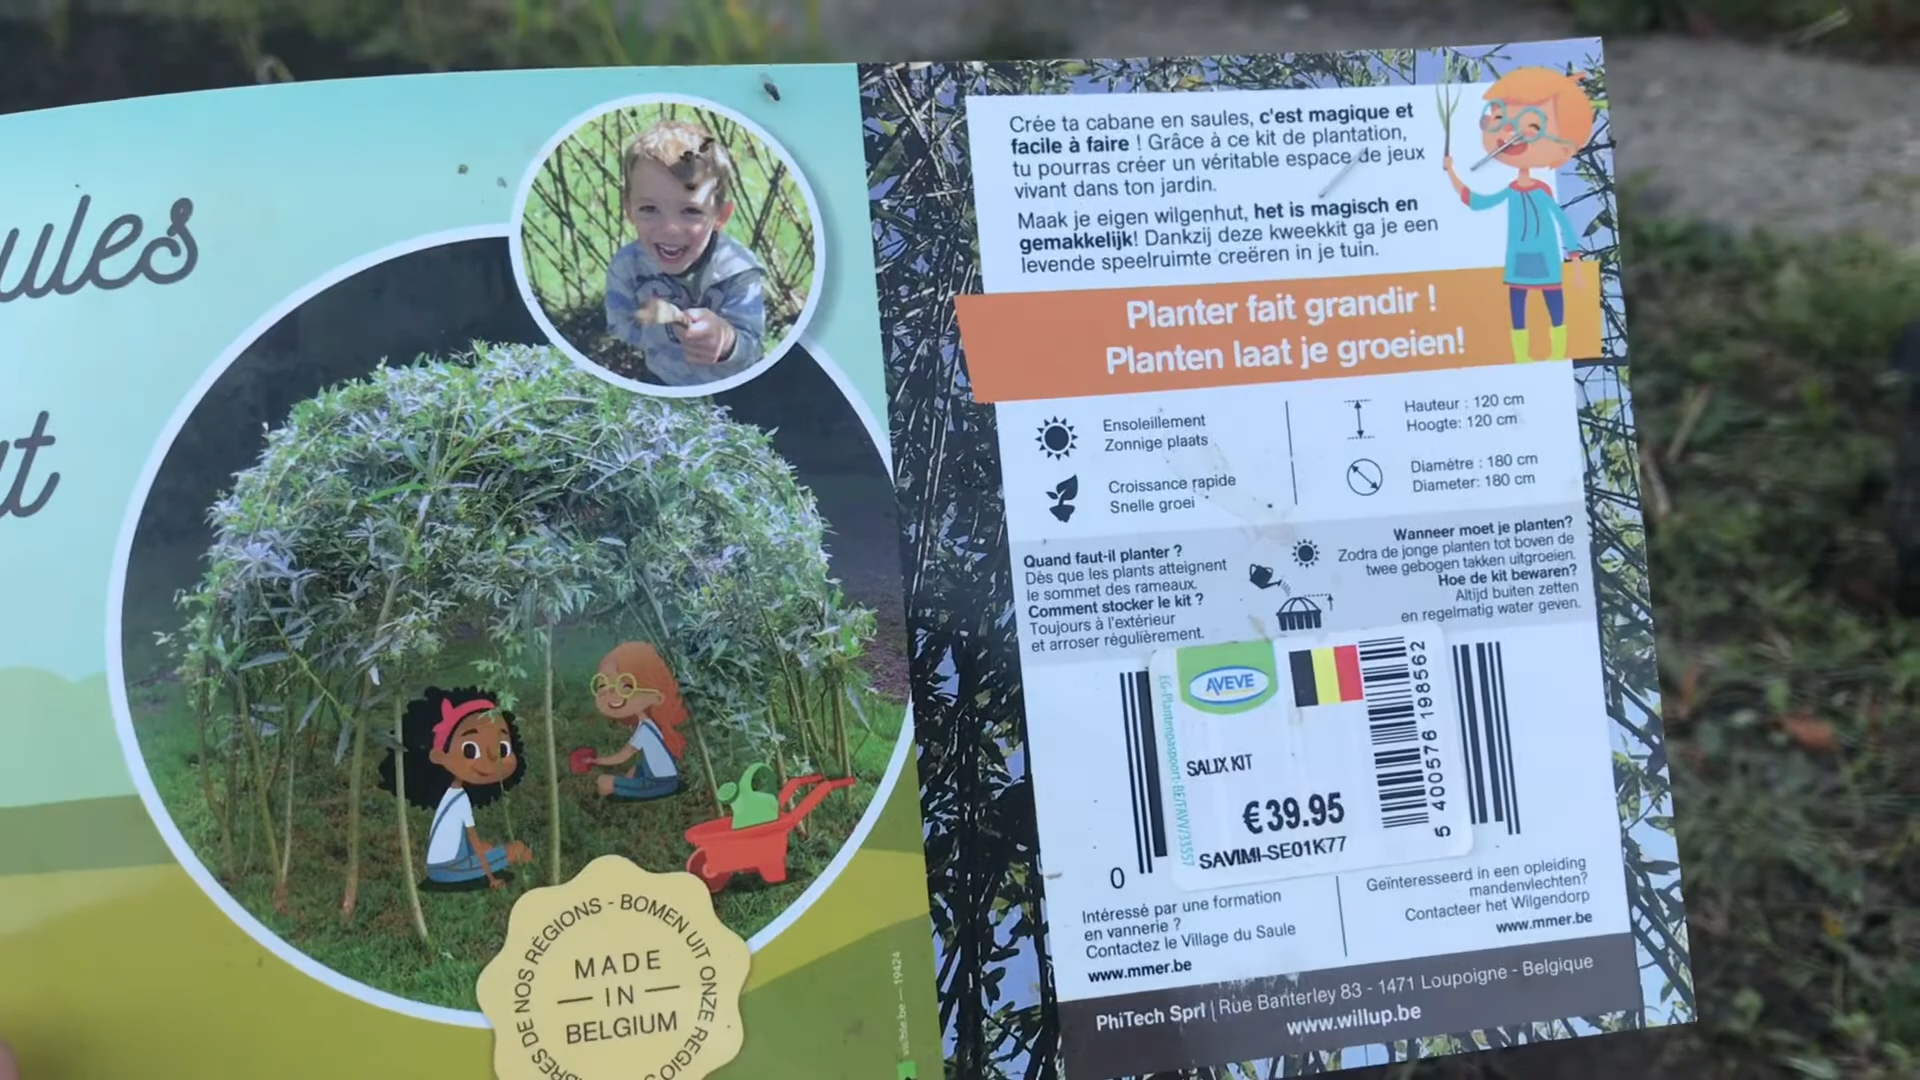 Crée ta cabane en saules, c'est magique et
facile à faire ! Grâce à ce kit de plantation,
tu pourras créer un véritable espace de jeux
vivant dans ton jardin.
Maak je eigen wilgenhut, het is magisch en
gemakkelijk! Dankzij deze kweekkit ga je een
levende speelruimte creëren in je tuin.
Planter fait grandir !
Planten laat je groeien!
Ensoleillement
Zonnige plaats
Hauteur : 120 cm
Hoogte: 120 cm
Croissance rapide
Snelle groei
Diamètre : 180 cm
Diameter: 180 cm
Quand faut-il planter ?
Dès que les plants atteignent
le sommet des rameaux.
Comment stocker le kit ?
Toujours à l'extérieur
et arroser régulièrement.
Wanneer moet je planten?
Zodra de jonge planten tot boven de
twee gebogen takken uitgroeien.
Hoe de kit bewaren?
Altijd buiten zetten
en regelmatig water geven.
AVEVE
EG-Plantenpaspoort: BE/FAVV/33557
SALIX KIT
€39.95
SAVIMI-SE01K77
5 400576 198562
0
Intéressé par une formation
en vannerie ?
Contactez le Village du Saule
www.mmer.be
Geïnteresseerd in een opleiding
mandenvlechten?
Contacteer het Wilgendorp
www.mmer.be
PhiTech Sprl | Rue Banterley 83 - 1471 Loupoigne - Belgique
www.willup.be
ules
ut
DE NOS RÉGIONS - BOMEN UIT ONZE REGIO'S
MADE
IN
BELGIUM
19424